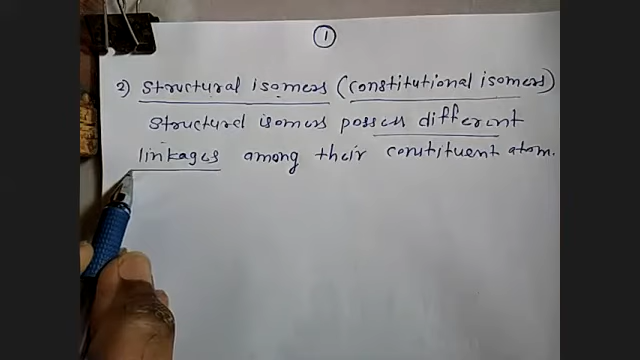 1
2) Structural isomers (constitutional isomers)
Structural isomers possess different
linkages among their constituent atom.